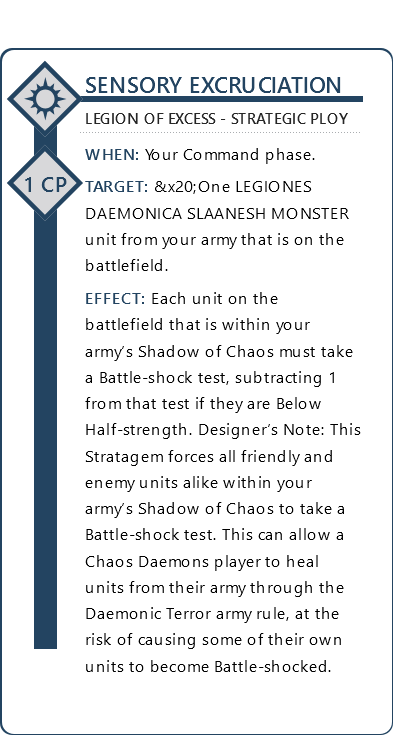 SENSORY EXCRUCIATION
LEGION OF EXCESS - STRATEGIC PLOY
WHEN: Your Command phase.
1 CP
TARGET: &x20;One LEGIONES
DAEMONICA SLAANESH MONSTER
unit from your army that is on the
battlefield.
EFFECT: Each unit on the
battlefield that is within your
army’s Shadow of Chaos must take
a Battle-shock test, subtracting 1
from that test if they are Below
Half-strength. Designer’s Note: This
Stratagem forces all friendly and
enemy units alike within your
army’s Shadow of Chaos to take a
Battle-shock test. This can allow a
Chaos Daemons player to heal
units from their army through the
Daemonic Terror army rule, at the
risk of causing some of their own
units to become Battle-shocked.